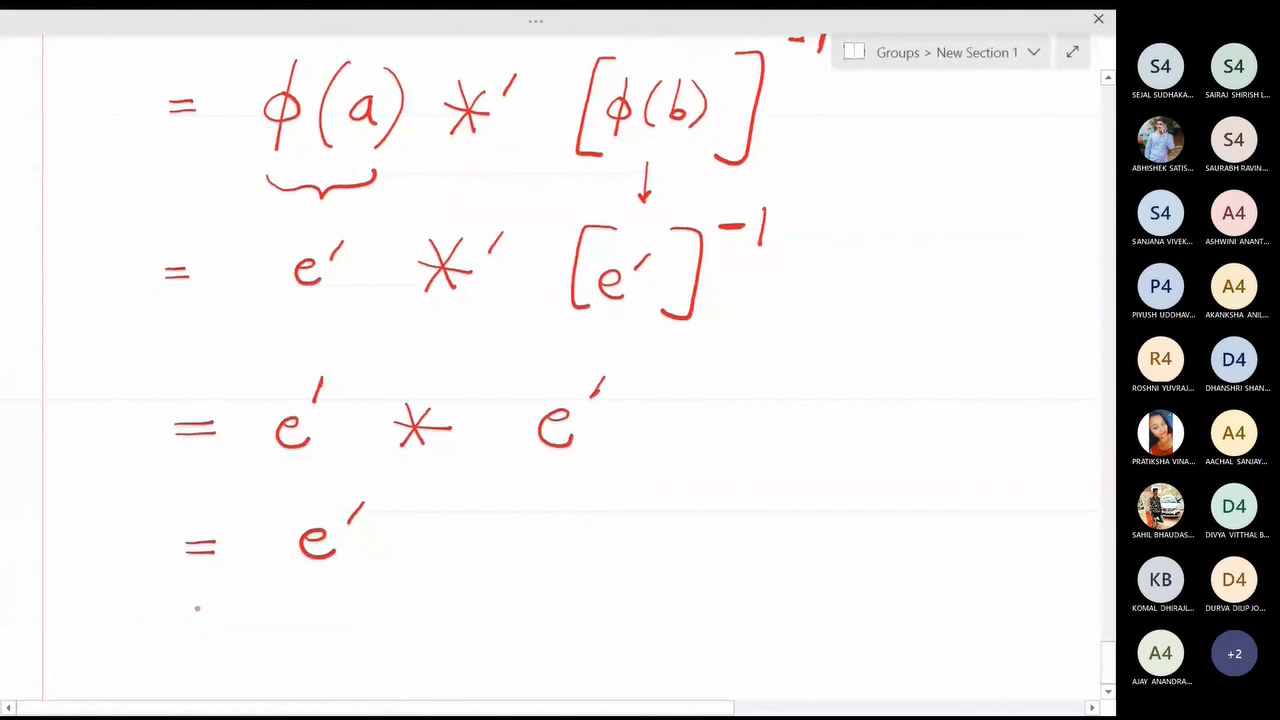 Groups > New Section 1
= ϕ(a) *′ [ϕ(b)]⁻¹
= e′ *′ [e′]⁻¹
= e′ * e′
= e′
S4 S4
SEJAL SUDHAKA... SAIRAJ SHIRISH L...
S4
ABHISHEK SATIS... SAURABH RAVIN...
S4 A4
SANJANA VIVEK... ASHWINI ANANT...
P4 A4
PIYUSH UDDHAV... AKANKSHA ANIL...
R4 D4
ROSHNI YUVRAJ... DHANSHRI SHAN...
A4
PRATIKSHA VINA... AACHAL SANJAY...
D4
SAHIL BHAUDAS... DIVYA VITTHAL B...
KB D4
KOMAL DHIRAJL... DURVA DILIP JO...
A4 +2
AJAY ANANDRA...